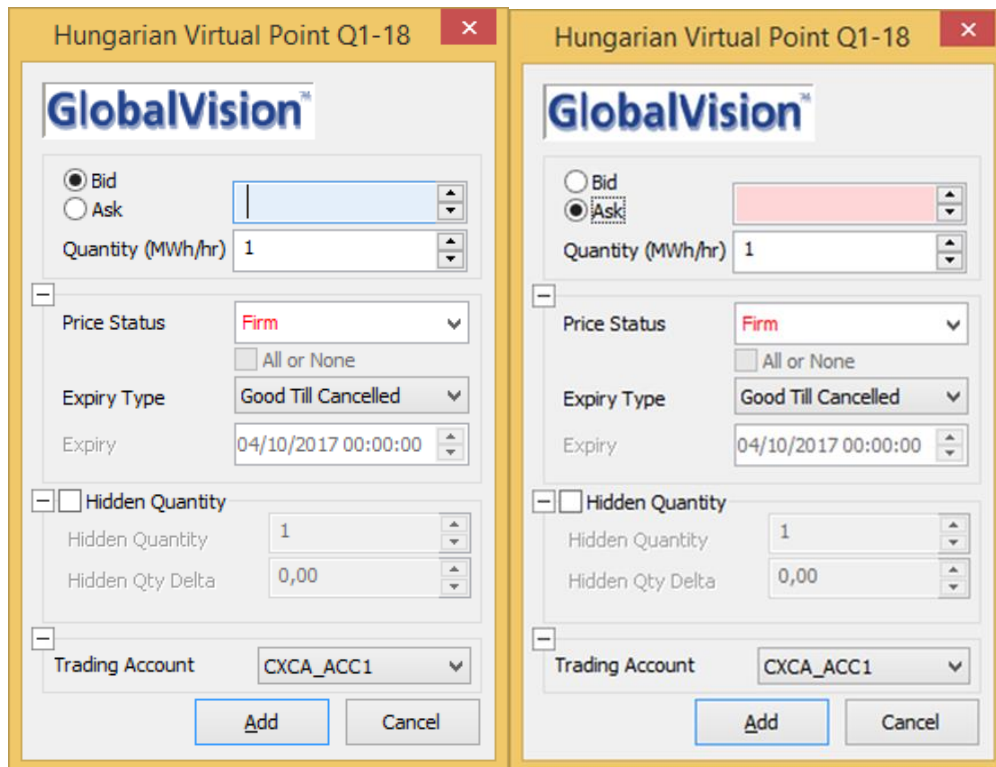 Hungarian Virtual Point Q1-18
GlobalVision™
Bid
Ask
Quantity (MWh/hr) 1
Price Status Firm
All or None
Expiry Type Good Till Cancelled
Expiry 04/10/2017 00:00:00
Hidden Quantity
Hidden Quantity 1
Hidden Qty Delta 0,00
Trading Account CXCA_ACC1
Add Cancel
Hungarian Virtual Point Q1-18
GlobalVision™
Bid
Ask
Quantity (MWh/hr) 1
Price Status Firm
All or None
Expiry Type Good Till Cancelled
Expiry 04/10/2017 00:00:00
Hidden Quantity
Hidden Quantity 1
Hidden Qty Delta 0,00
Trading Account CXCA_ACC1
Add Cancel